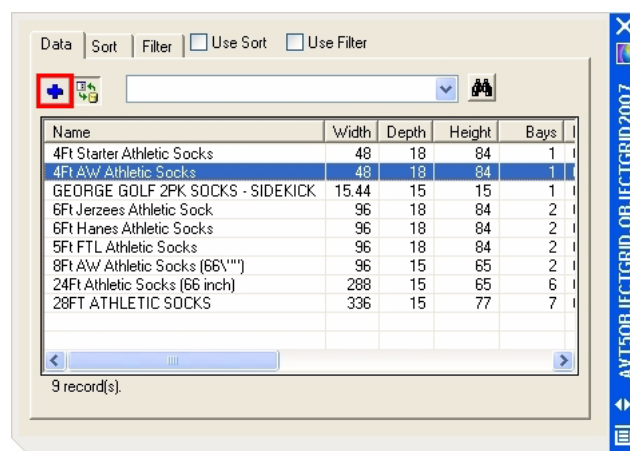 Data Sort Filter Use Sort Use Filter
Name Width Depth Height Bays
4Ft Starter Athletic Socks 48 18 84 1
4Ft AW Athletic Socks 48 18 84 1
GEORGE GOLF 2PK SOCKS - SIDEKICK 15.44 15 15 1
6Ft Jerzees Athletic Sock 96 18 84 2
6Ft Hanes Athletic Socks 96 18 84 2
5Ft FTL Athletic Socks 96 18 84 2
8Ft AW Athletic Socks (66\"") 96 15 65 2
24Ft Athletic Socks (66 inch) 288 15 65 6
28FT ATHLETIC SOCKS 336 15 77 7
9 record(s).
AVT5OBJECTGRID_OBJECTGRID2007